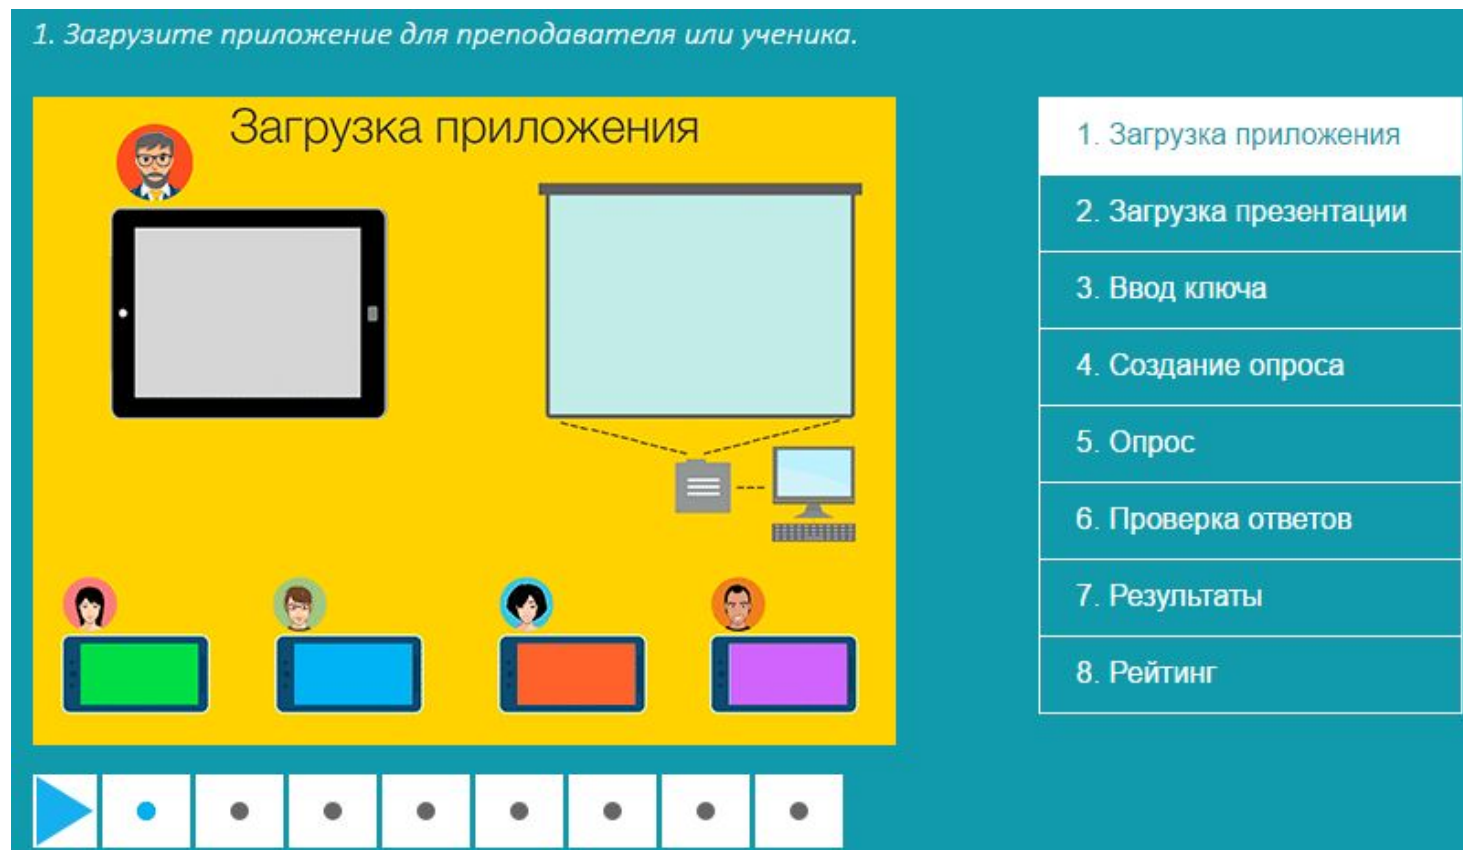 1. Загрузите приложение для преподавателя или ученика.
Загрузка приложения
1. Загрузка приложения
2. Загрузка презентации
3. Ввод ключа
4. Создание опроса
5. Опрос
6. Проверка ответов
7. Результаты
8. Рейтинг